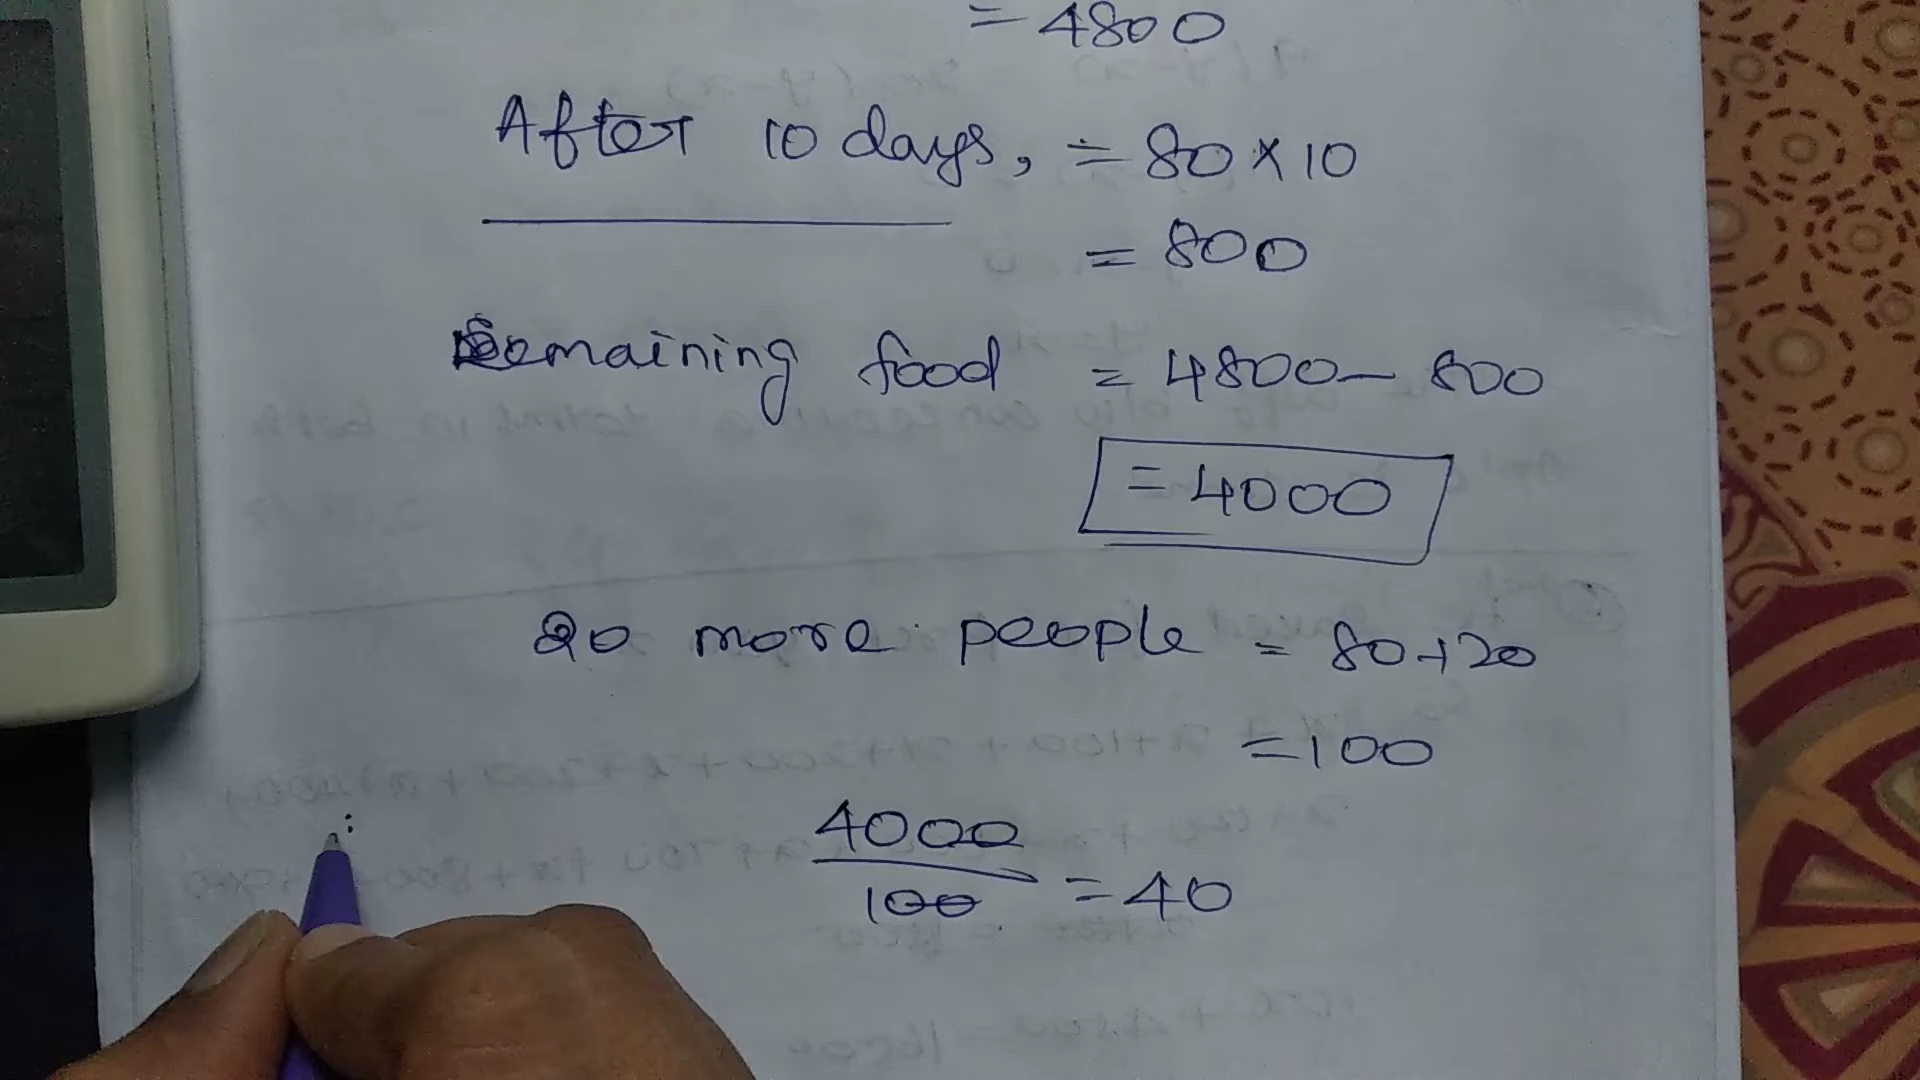 = 4800
After 10 days, = 80 × 10
= 800
Remaining food = 4800 - 800
= 4000
20 more people = 80+20
= 100
4000
100 = 40